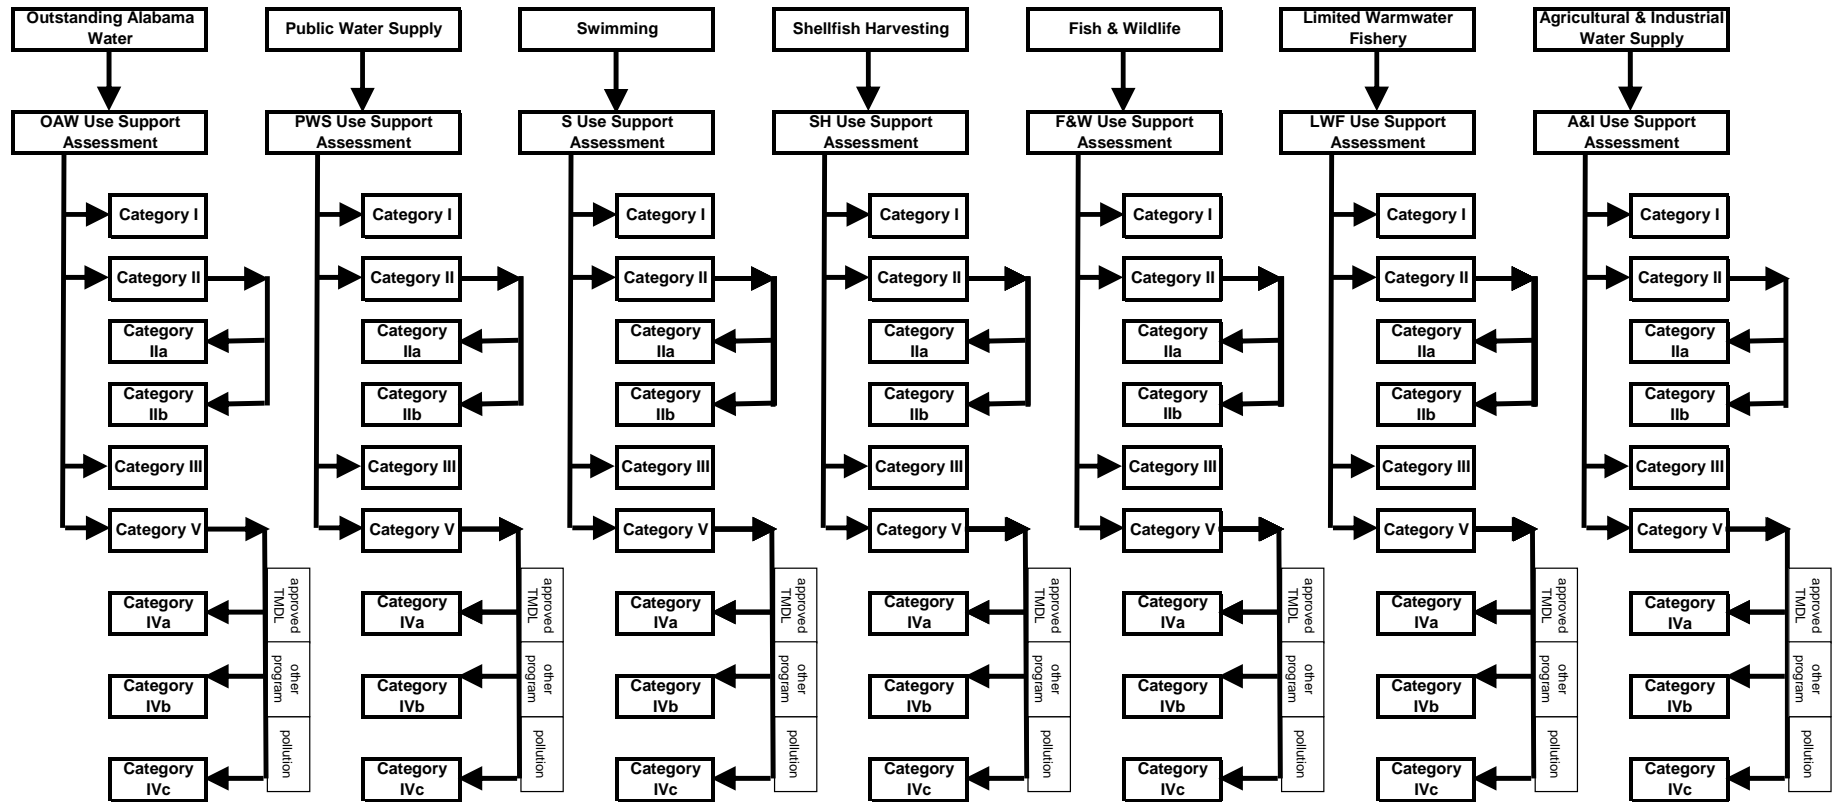 Outstanding Alabama
Water
Public Water Supply
Swimming
Shellfish Harvesting
Fish & Wildlife
Limited Warmwater
Fishery
Agricultural & Industrial
Water Supply
OAW Use Support
Assessment
PWS Use Support
Assessment
S Use Support
Assessment
SH Use Support
Assessment
F&W Use Support
Assessment
LWF Use Support
Assessment
A&I Use Support
Assessment
Category I
Category I
Category I
Category I
Category I
Category I
Category I
Category II
Category II
Category II
Category II
Category II
Category II
Category II
Category
IIa
Category
IIa
Category
IIa
Category
IIa
Category
IIa
Category
IIa
Category
IIa
Category
IIb
Category
IIb
Category
IIb
Category
IIb
Category
IIb
Category
IIb
Category
IIb
Category III
Category III
Category III
Category III
Category III
Category III
Category III
Category V
Category V
Category V
Category V
Category V
Category V
Category V
Category
IVa
approved
TMDL
Category
IVa
approved
TMDL
Category
IVa
approved
TMDL
Category
IVa
approved
TMDL
Category
IVa
approved
TMDL
Category
IVa
approved
TMDL
Category
IVa
approved
TMDL
Category
IVb
other
program
Category
IVb
other
program
Category
IVb
other
program
Category
IVb
other
program
Category
IVb
other
program
Category
IVb
other
program
Category
IVb
other
program
Category
IVc
pollution
Category
IVc
pollution
Category
IVc
pollution
Category
IVc
pollution
Category
IVc
pollution
Category
IVc
pollution
Category
IVc
pollution